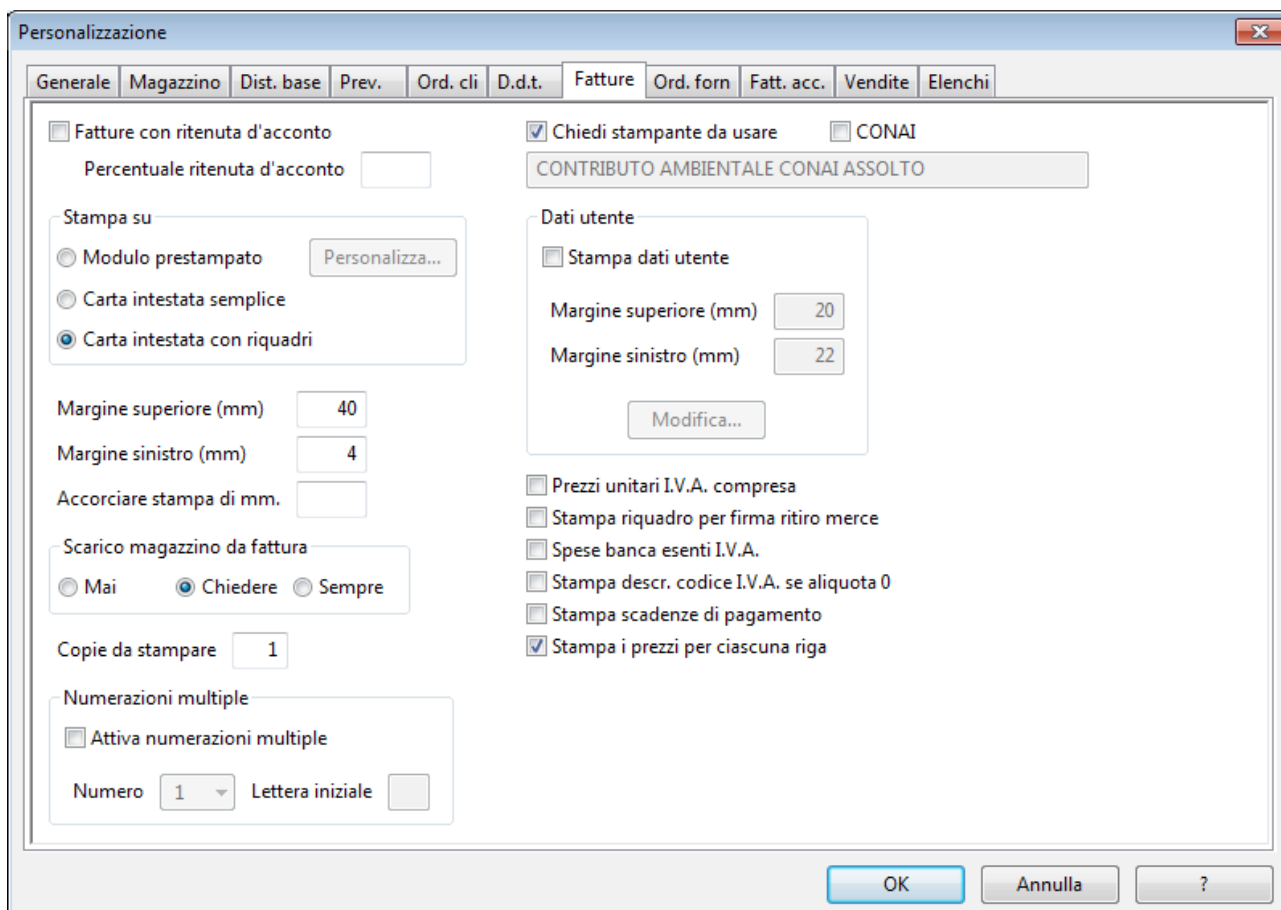 Personalizzazione
Generale Magazzino Dist. base Prev. Ord. cli D.d.t. Fatture Ord. forn Fatt. acc. Vendite Elenchi
Fatture con ritenuta d'acconto
Percentuale ritenuta d'acconto
Chiedi stampante da usare CONAI
CONTRIBUTO AMBIENTALE CONAI ASSOLTO
Stampa su
Modulo prestampato Personalizza...
Carta intestata semplice
Carta intestata con riquadri
Dati utente
Stampa dati utente
Margine superiore (mm) 20
Margine sinistro (mm) 22
Modifica...
Margine superiore (mm) 40
Margine sinistro (mm) 4
Accorciare stampa di mm.
Scarico magazzino da fattura
Mai Chiedere Sempre
Copie da stampare 1
Numerazioni multiple
Attiva numerazioni multiple
Numero 1 Lettera iniziale
Prezzi unitari I.V.A. compresa
Stampa riquadro per firma ritiro merce
Spese banca esenti I.V.A.
Stampa descr. codice I.V.A. se aliquota 0
Stampa scadenze di pagamento
Stampa i prezzi per ciascuna riga
OK Annulla ?